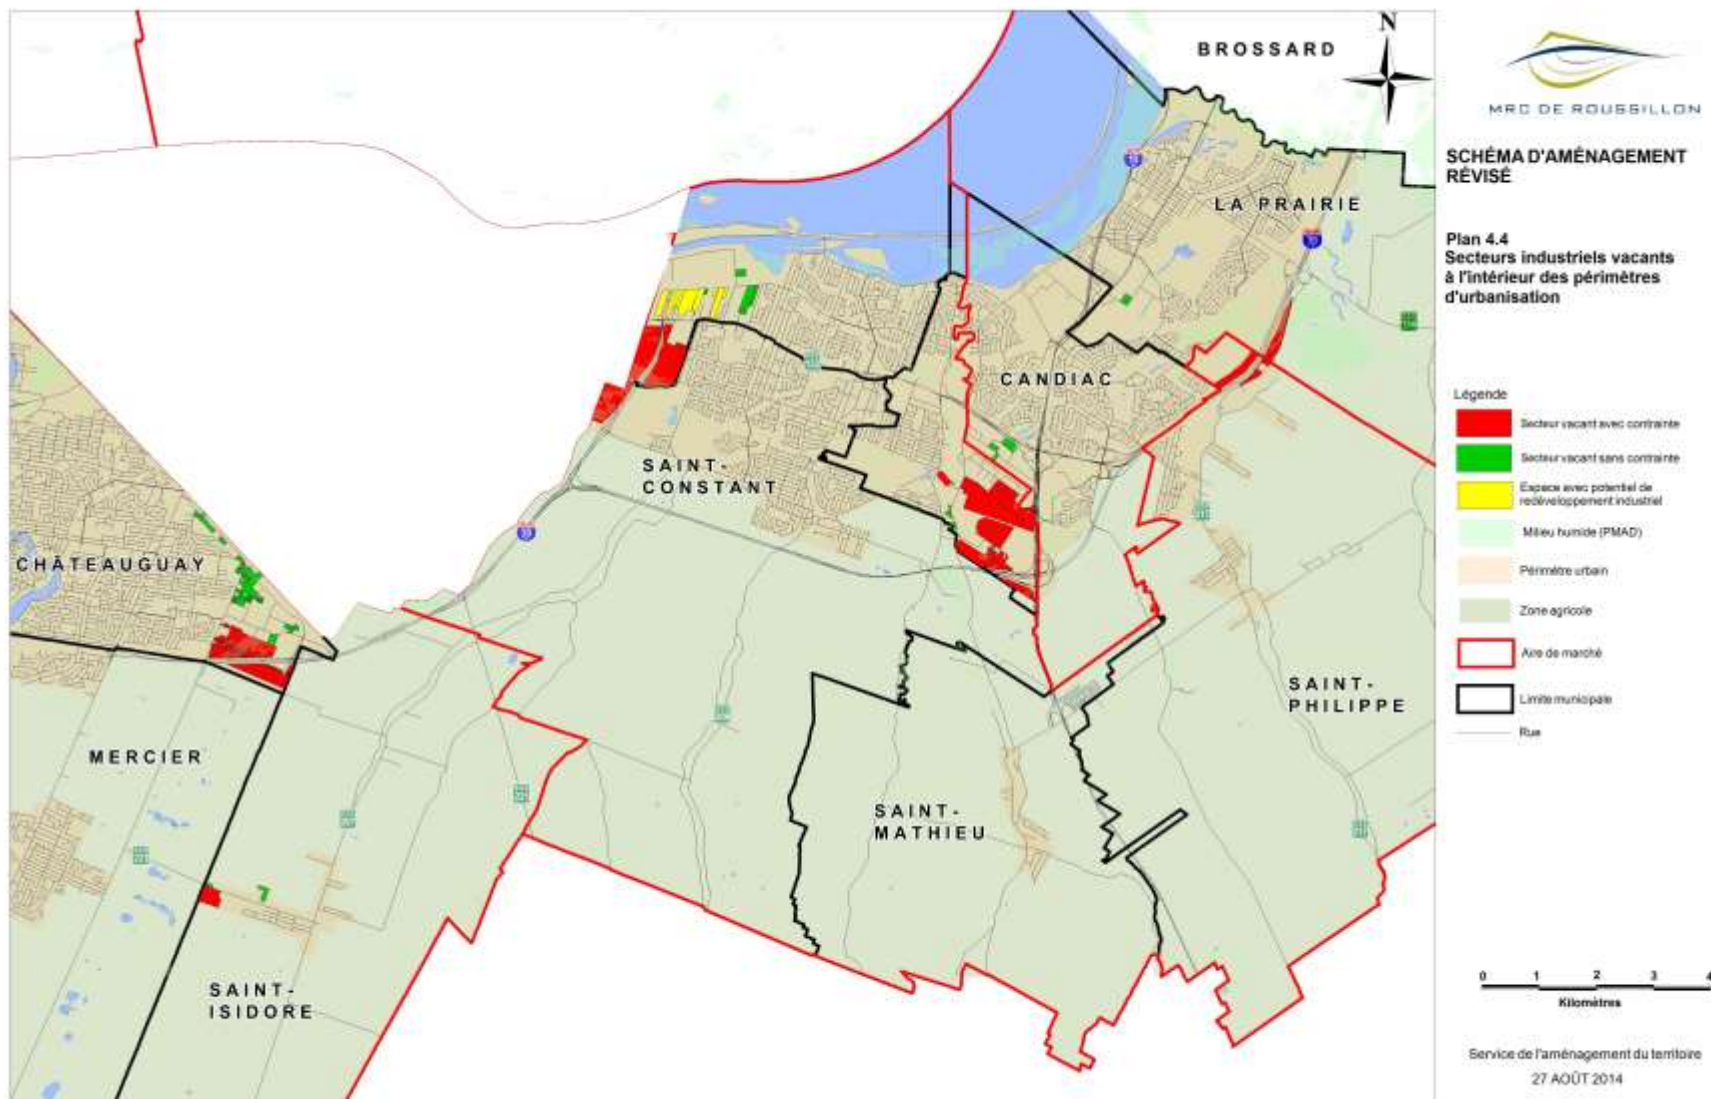 BROSSARD
N
LA PRAIRIE
CANDIAC
SAINT-
CONSTANT
CHÂTEAUGUAY
MERCIER
SAINT-
PHILIPPE
SAINT-
MATHIEU
SAINT-
ISIDORE
MRC DE ROUSSILLON
SCHÉMA D'AMÉNAGEMENT
RÉVISÉ
Plan 4.4
Secteurs industriels vacants
à l'intérieur des périmètres
d'urbanisation
Légende
Secteur vacant avec contrainte
Secteur vacant sans contrainte
Espace avec potentiel de
redéveloppement industriel
Milieu humide (PMAD)
Périmètre urbain
Zone agricole
Aire de marché
Limite municipale
Rue
0 1 2 3 4
Kilomètres
Service de l'aménagement du territoire
27 AOÛT 2014